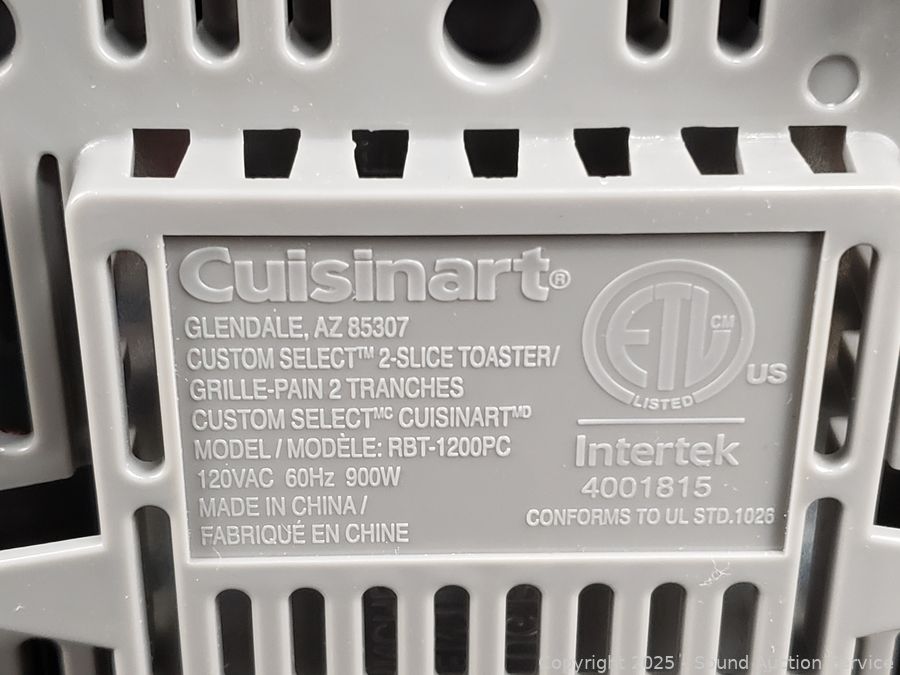 Cuisinart®
GLENDALE, AZ 85307
CUSTOM SELECT™ 2-SLICE TOASTER/
GRILLE-PAIN 2 TRANCHES
CUSTOM SELECTᴹᶜ CUISINARTᴹᴰ
MODEL / MODÈLE: RBT-1200PC
120VAC 60Hz 900W
MADE IN CHINA/
FABRIQUÉ EN CHINE
ETL CM
LISTED
US
Intertek
4001815
CONFORMS TO UL STD.1026
Copyright 2025 Sound Auction Service